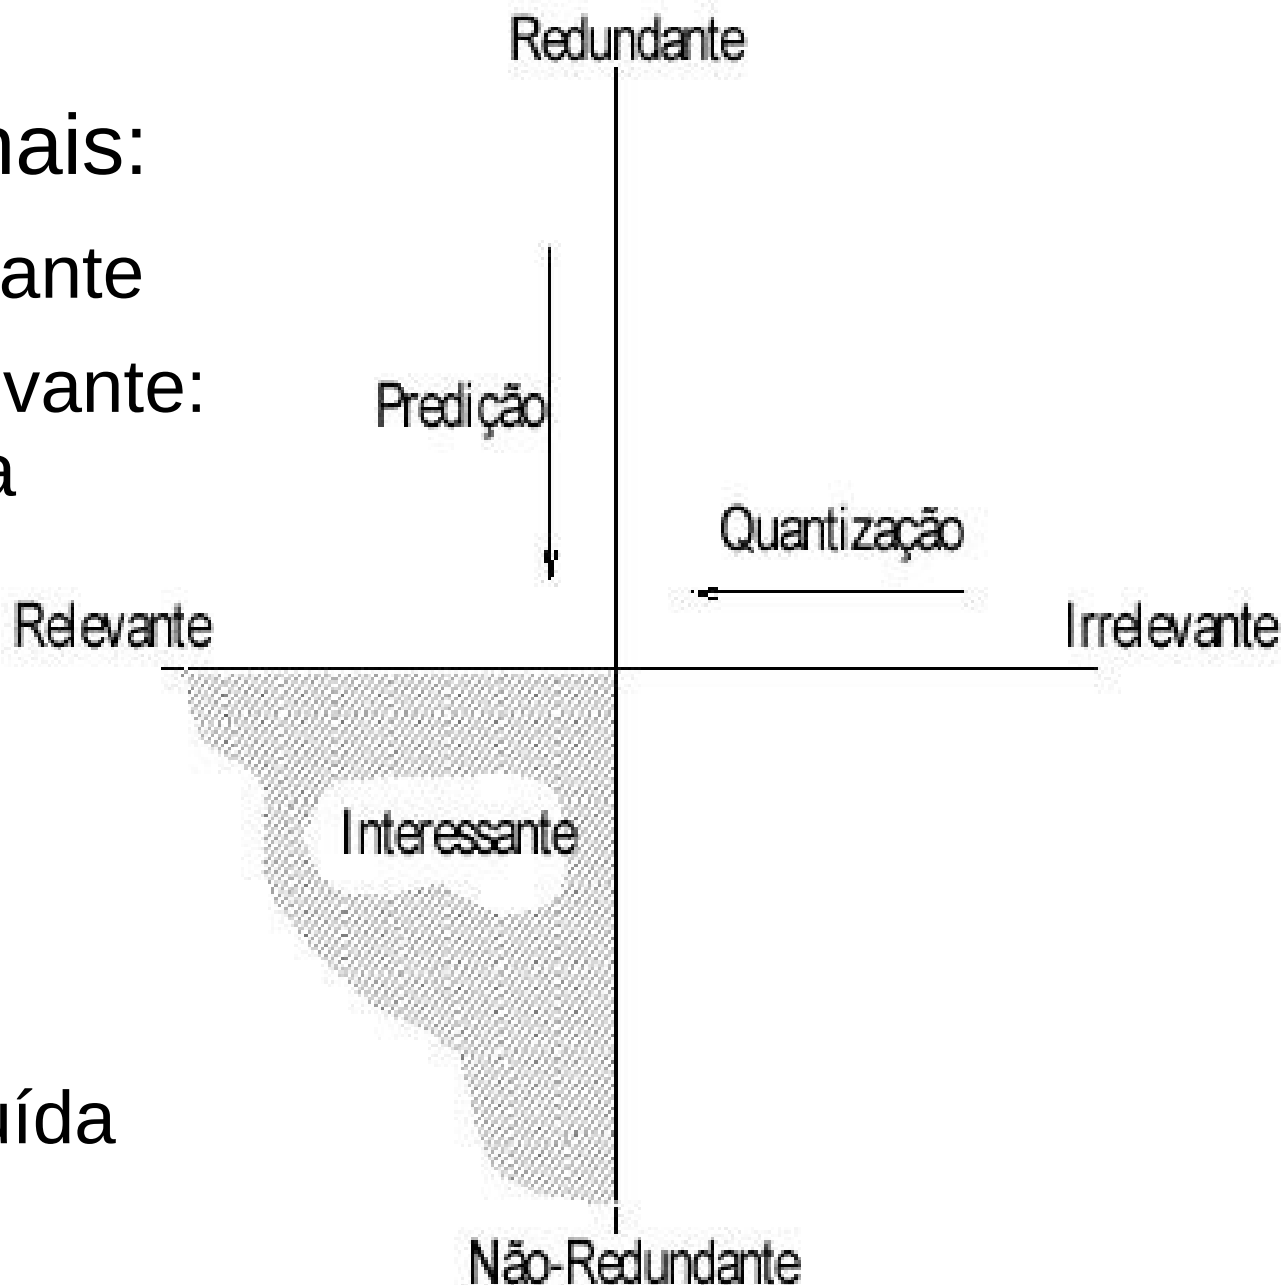 Redundante
nais:
ante
vante:
Predição
a
Quantização
Relevante
Irrelevante
Interessante
uída
Não-Redundante